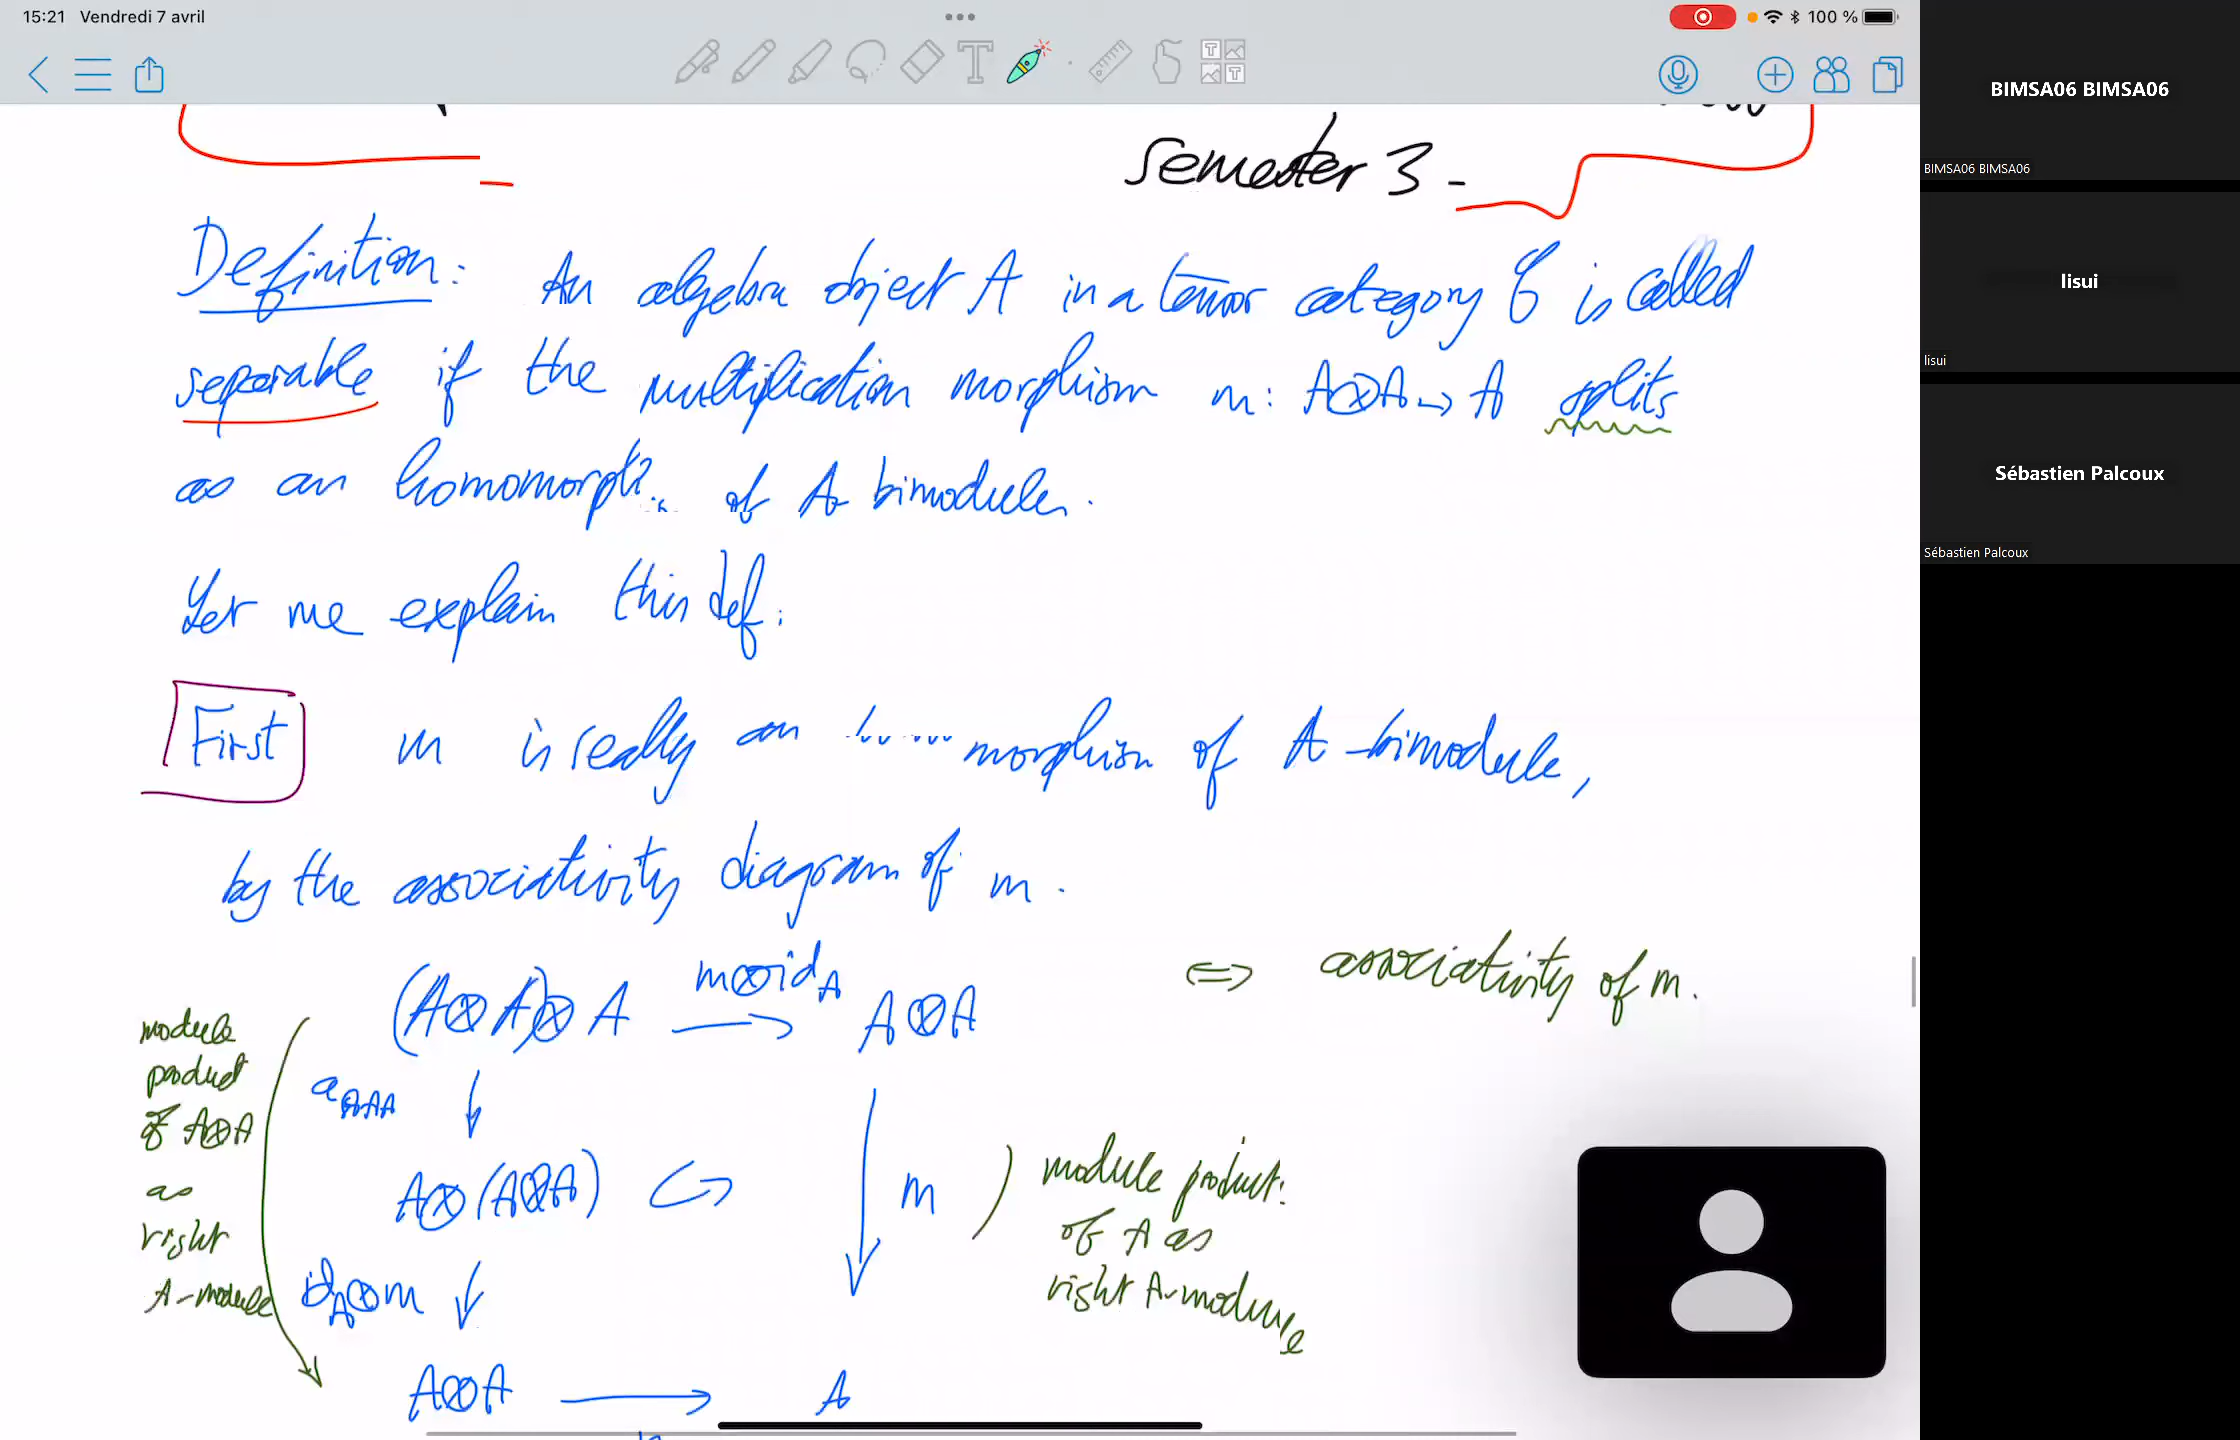 15:21 Vendredi 7 avril
100 %
semester 3 -
Definition: An algebra object A in a tensor category C is called
separable if the multiplication morphism m: A⊗A → A splits
as an homomorph of A bimodule.
Let me explain this def:
First m is really an morphism of A-bimodule,
by the associativity diagram of m.
(A⊗A)⊗A m⊗id_A → A⊗A ⇔ associativity of m.
module product of A⊗A as right A-module
a_AAA ↓
A⊗(A⊗A) ↓ m
module product
of A as
right A-module
id_A⊗m ↓
A⊗A → A
BIMSA06 BIMSA06
BIMSA06 BIMSA06
lisui
lisui
Sébastien Palcoux
Sébastien Palcoux